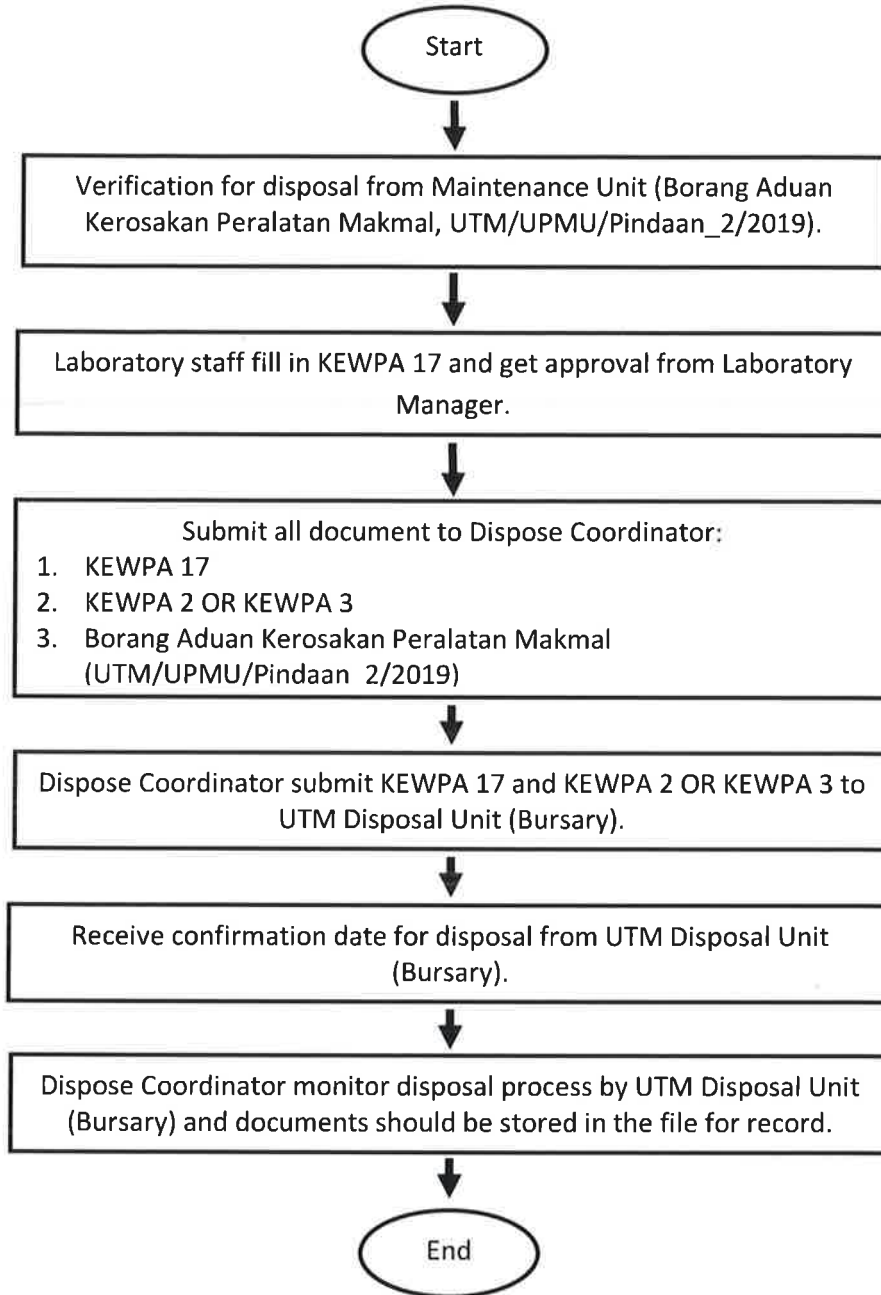 Start
Verification for disposal from Maintenance Unit (Borang Aduan
Kerosakan Peralatan Makmal, UTM/UPMU/Pindaan_2/2019).
Laboratory staff fill in KEWPA 17 and get approval from Laboratory
Manager.
Submit all document to Dispose Coordinator:
1. KEWPA 17
2. KEWPA 2 OR KEWPA 3
3. Borang Aduan Kerosakan Peralatan Makmal
(UTM/UPMU/Pindaan 2/2019)
Dispose Coordinator submit KEWPA 17 and KEWPA 2 OR KEWPA 3 to
UTM Disposal Unit (Bursary).
Receive confirmation date for disposal from UTM Disposal Unit
(Bursary).
Dispose Coordinator monitor disposal process by UTM Disposal Unit
(Bursary) and documents should be stored in the file for record.
End